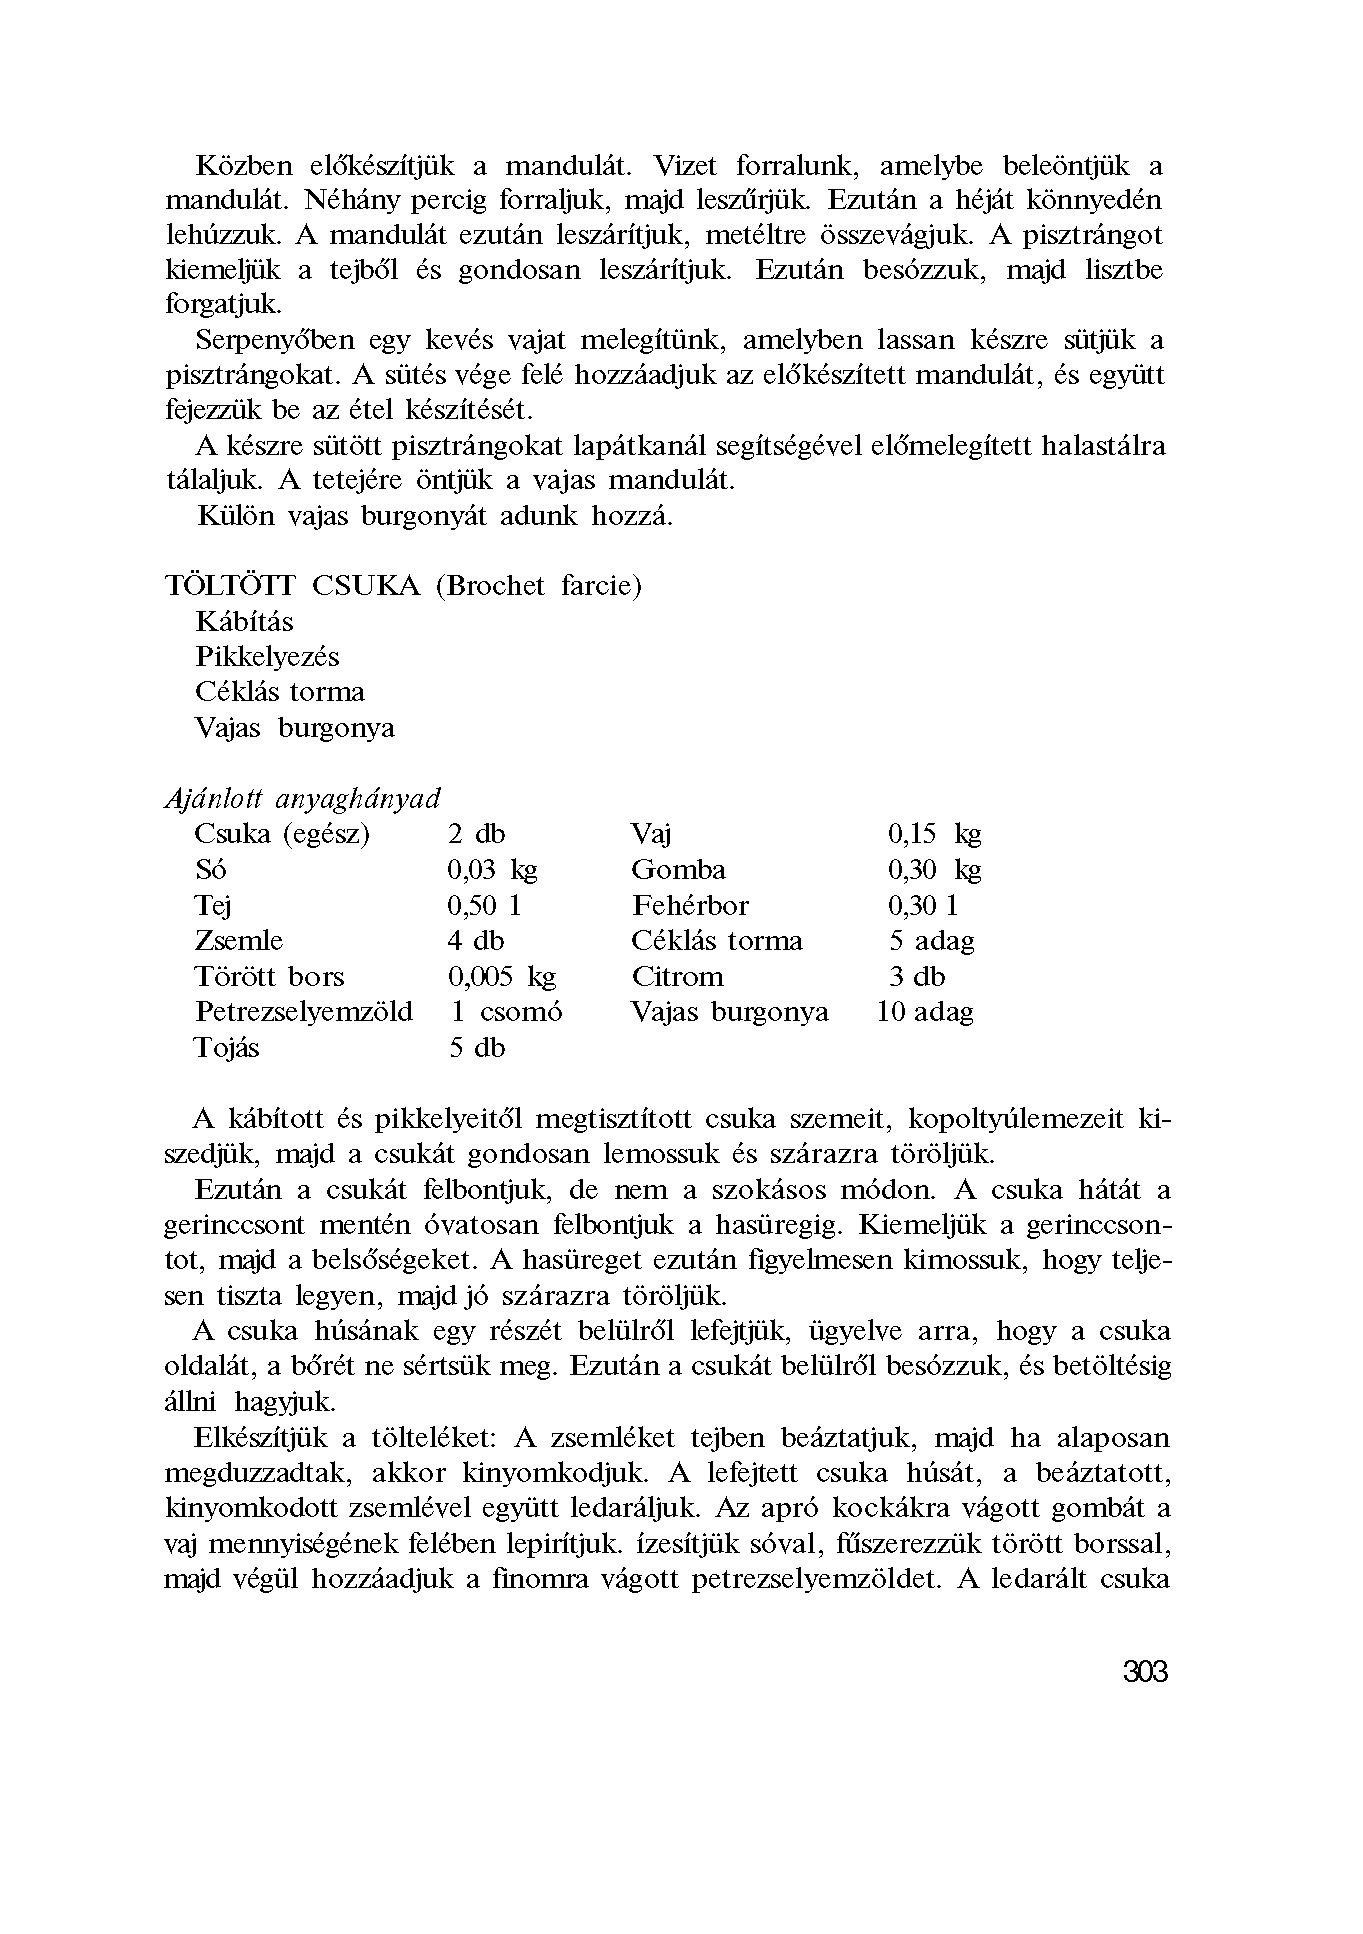 Közben előkészítjük a mandulát. Vizet forralunk, amelybe beleöntjük a
mandulát. Néhány percig forraljuk, majd leszűrjük. Ezután a héját könnyedén
lehúzzuk. A mandulát ezután leszárítjuk, metéltre összevágjuk. A pisztrángot
kiemeljük a tejből és gondosan leszárítjuk. Ezután besózzuk, majd lisztbe
forgatjuk.
Serpenyőben egy kevés vajat melegítünk, amelyben lassan készre sütjük a
pisztrángokat. A sütés vége felé hozzáadjuk az előkészített mandulát, és együtt
fejezzük be az étel készítését.
A készre sütött pisztrángokat lapátkanál segítségével előmelegített halastálra
tálaljuk. A tetejére öntjük a vajas mandulát.
Külön vajas burgonyát adunk hozzá.
TÖLTÖTT CSUKA (Brochet farcie)
Kábítás
Pikkelyezés
Céklás torma
Vajas burgonya
Ajánlott anyaghányad
Csuka (egész) 2 db Vaj 0,15 kg
Só 0,03 kg Gomba 0,30 kg
Tej 0,50 l Fehérbor 0,30 l
Zsemle 4 db Céklás torma 5 adag
Törött bors 0,005 kg Citrom 3 db
Petrezselyemzöld 1 csomó Vajas burgonya 10 adag
Tojás 5 db
A kábított és pikkelyeitől megtisztított csuka szemeit, kopoltyúlemezeit ki-
szedjük, majd a csukát gondosan lemossuk és szárazra töröljük.
Ezután a csukát felbontjuk, de nem a szokásos módon. A csuka hátát a
gerinccsont mentén óvatosan felbontjuk a hasüregig. Kiemeljük a gerinccson-
tot, majd a belsőségeket. A hasüreget ezután figyelmesen kimossuk, hogy telje-
sen tiszta legyen, majd jó szárazra töröljük.
A csuka húsának egy részét belülről lefejtjük, ügyelve arra, hogy a csuka
oldalát, a bőrét ne sértsük meg. Ezután a csukát belülről besózzuk, és betöltésig
állni hagyjuk.
Elkészítjük a tölteléket: A zsemléket tejben beáztatjuk, majd ha alaposan
megduzzadtak, akkor kinyomkodjuk. A lefejtett csuka húsát, a beáztatott,
kinyomkodott zsemlével együtt ledaráljuk. Az apró kockákra vágott gombát a
vaj mennyiségének felében lepirítjuk. ízesítjük sóval, fűszerezzük törött borssal,
majd végül hozzáadjuk a finomra vágott petrezselyemzöldet. A ledarált csuka
303